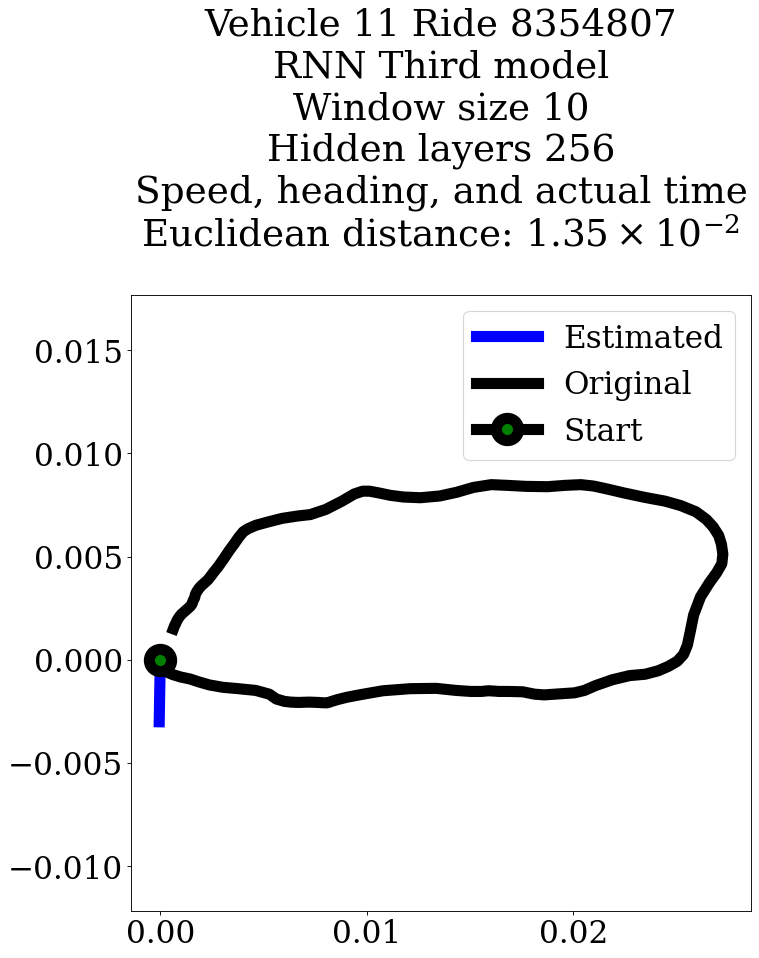 Vehicle 11 Ride 8354807
RNN Third model
Window size 10
Hidden layers 256
Speed, heading, and actual time
Euclidean distance: 1.35 × 10⁻²
Estimated
Original
Start
0.015
0.010
0.005
0.000
−0.005
−0.010
0.00 0.01 0.02